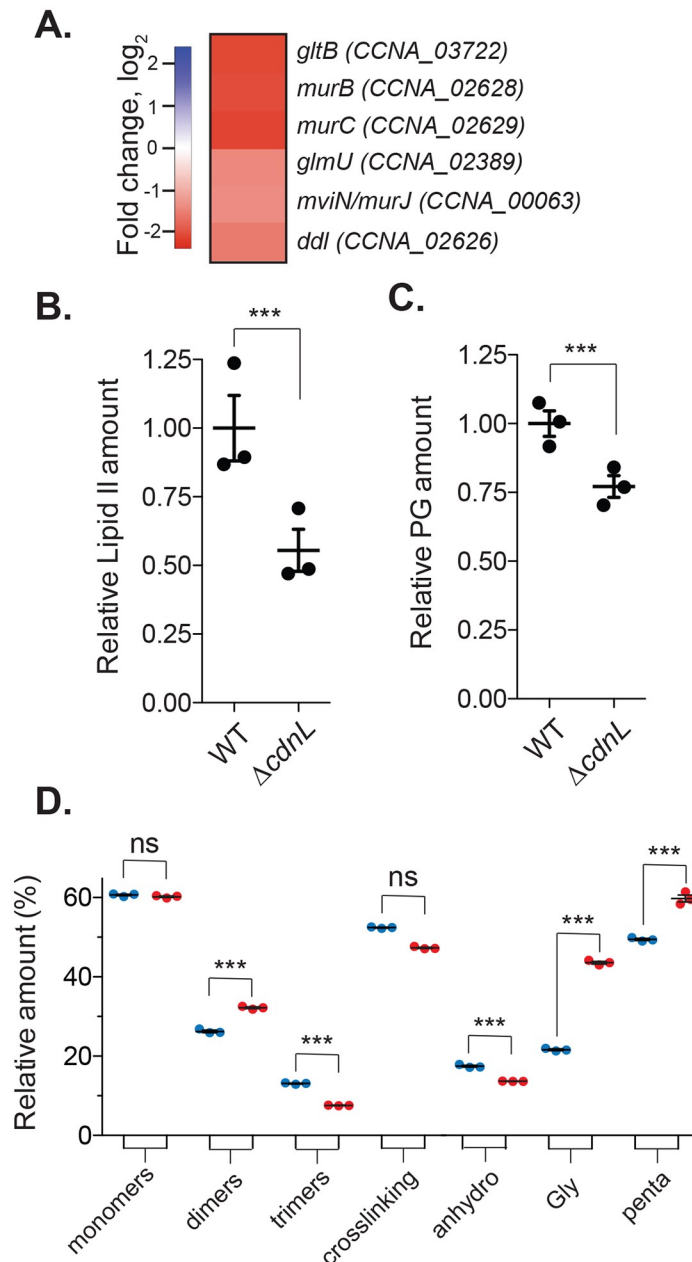 A.
Fold change, log2
2
1
0
-1
-2
gltB (CCNA_03722)
murB (CCNA_02628)
murC (CCNA_02629)
glmU (CCNA_02389)
mviN/murJ (CCNA_00063)
ddl (CCNA_02626)
B.
***
Relative Lipid II amount
1.25
1.00
0.75
0.50
0.25
0.00
WT
ΔcdnL
C.
***
Relative PG amount
1.25
1.00
0.75
0.50
0.25
0.00
WT
ΔcdnL
D.
Relative amount (%)
60
40
20
0
ns
***
***
ns
***
***
***
monomers
dimers
trimers
crosslinking
anhydro
Gly
penta